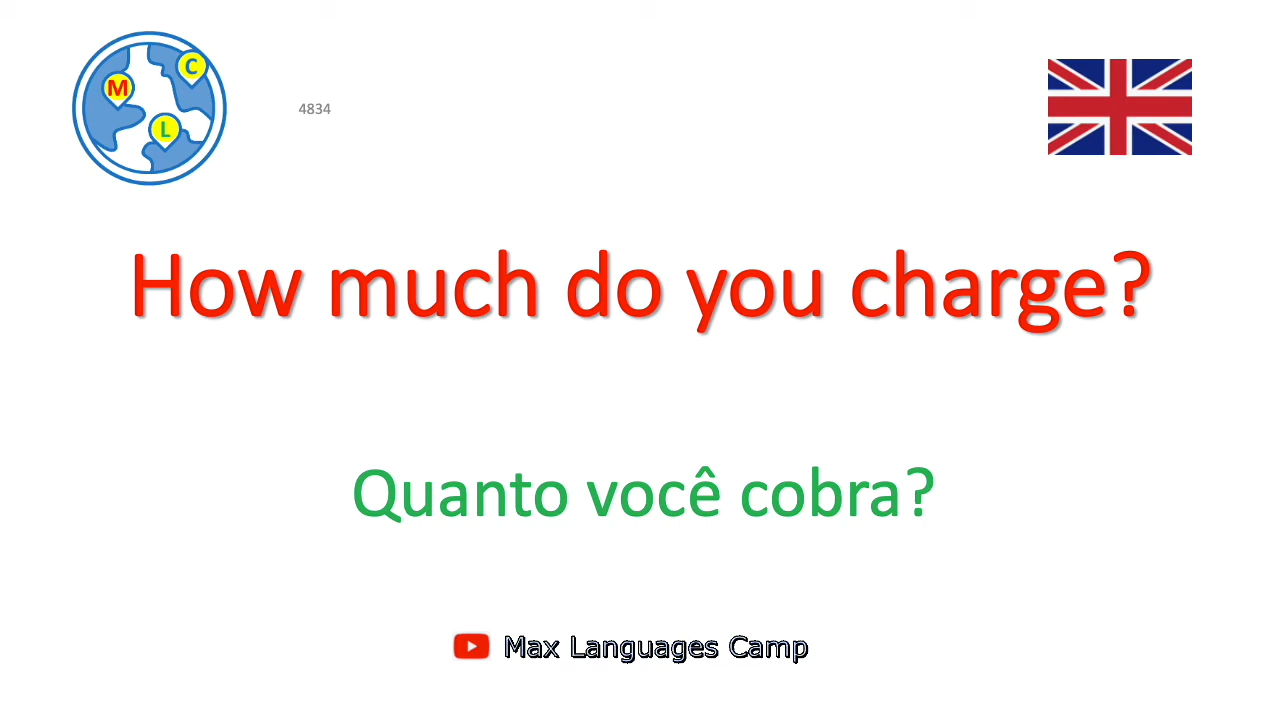 M
C
L
4834
How much do you charge?
Quanto você cobra?
Max Languages Camp